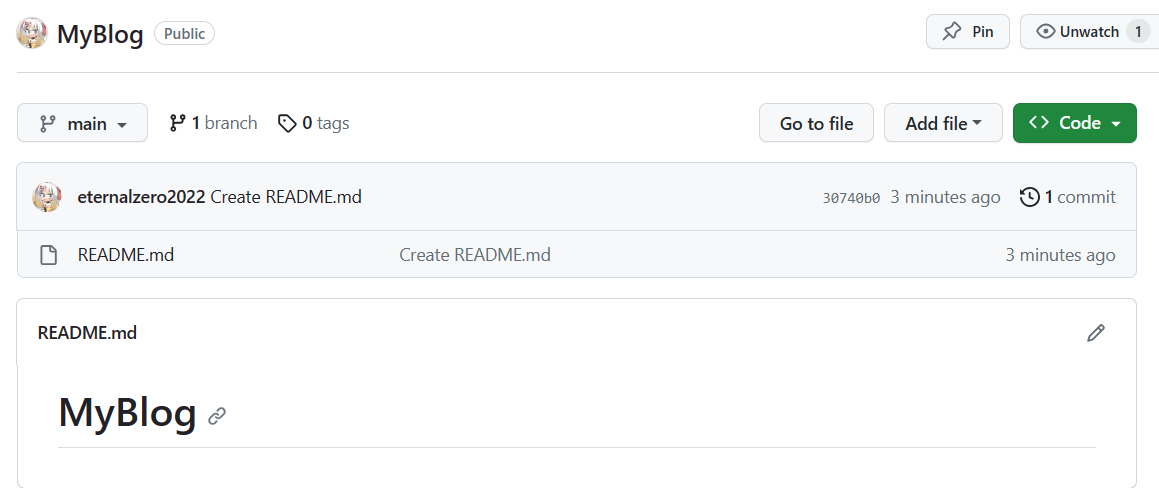 MyBlog Public Pin Unwatch 1
main 1 branch 0 tags Go to file Add file Code
eternalzero2022 Create README.md 30740b0 3 minutes ago 1 commit
README.md Create README.md 3 minutes ago
README.md
MyBlog